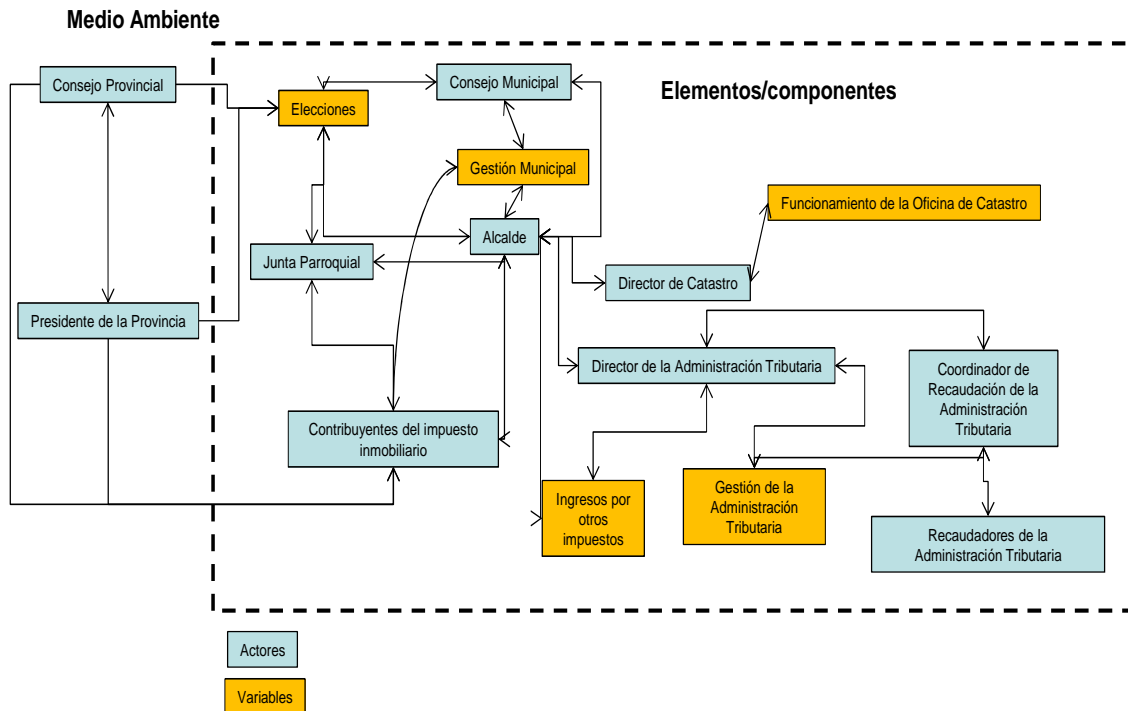 Medio Ambiente
Consejo Provincial
Consejo Municipal
Elementos/componentes
Elecciones
Gestión Municipal
Funcionamiento de la Oficina de Catastro
Alcalde
Junta Parroquial
Director de Catastro
Presidente de la Provincia
Director de la Administración Tributaria
Coordinador de
Recaudación de la
Administración
Tributaria
Contribuyentes del impuesto
inmobiliario
Ingresos por
otros
impuestos
Gestión de la
Administración
Tributaria
Recaudadores de la
Administración Tributaria
Actores
Variables